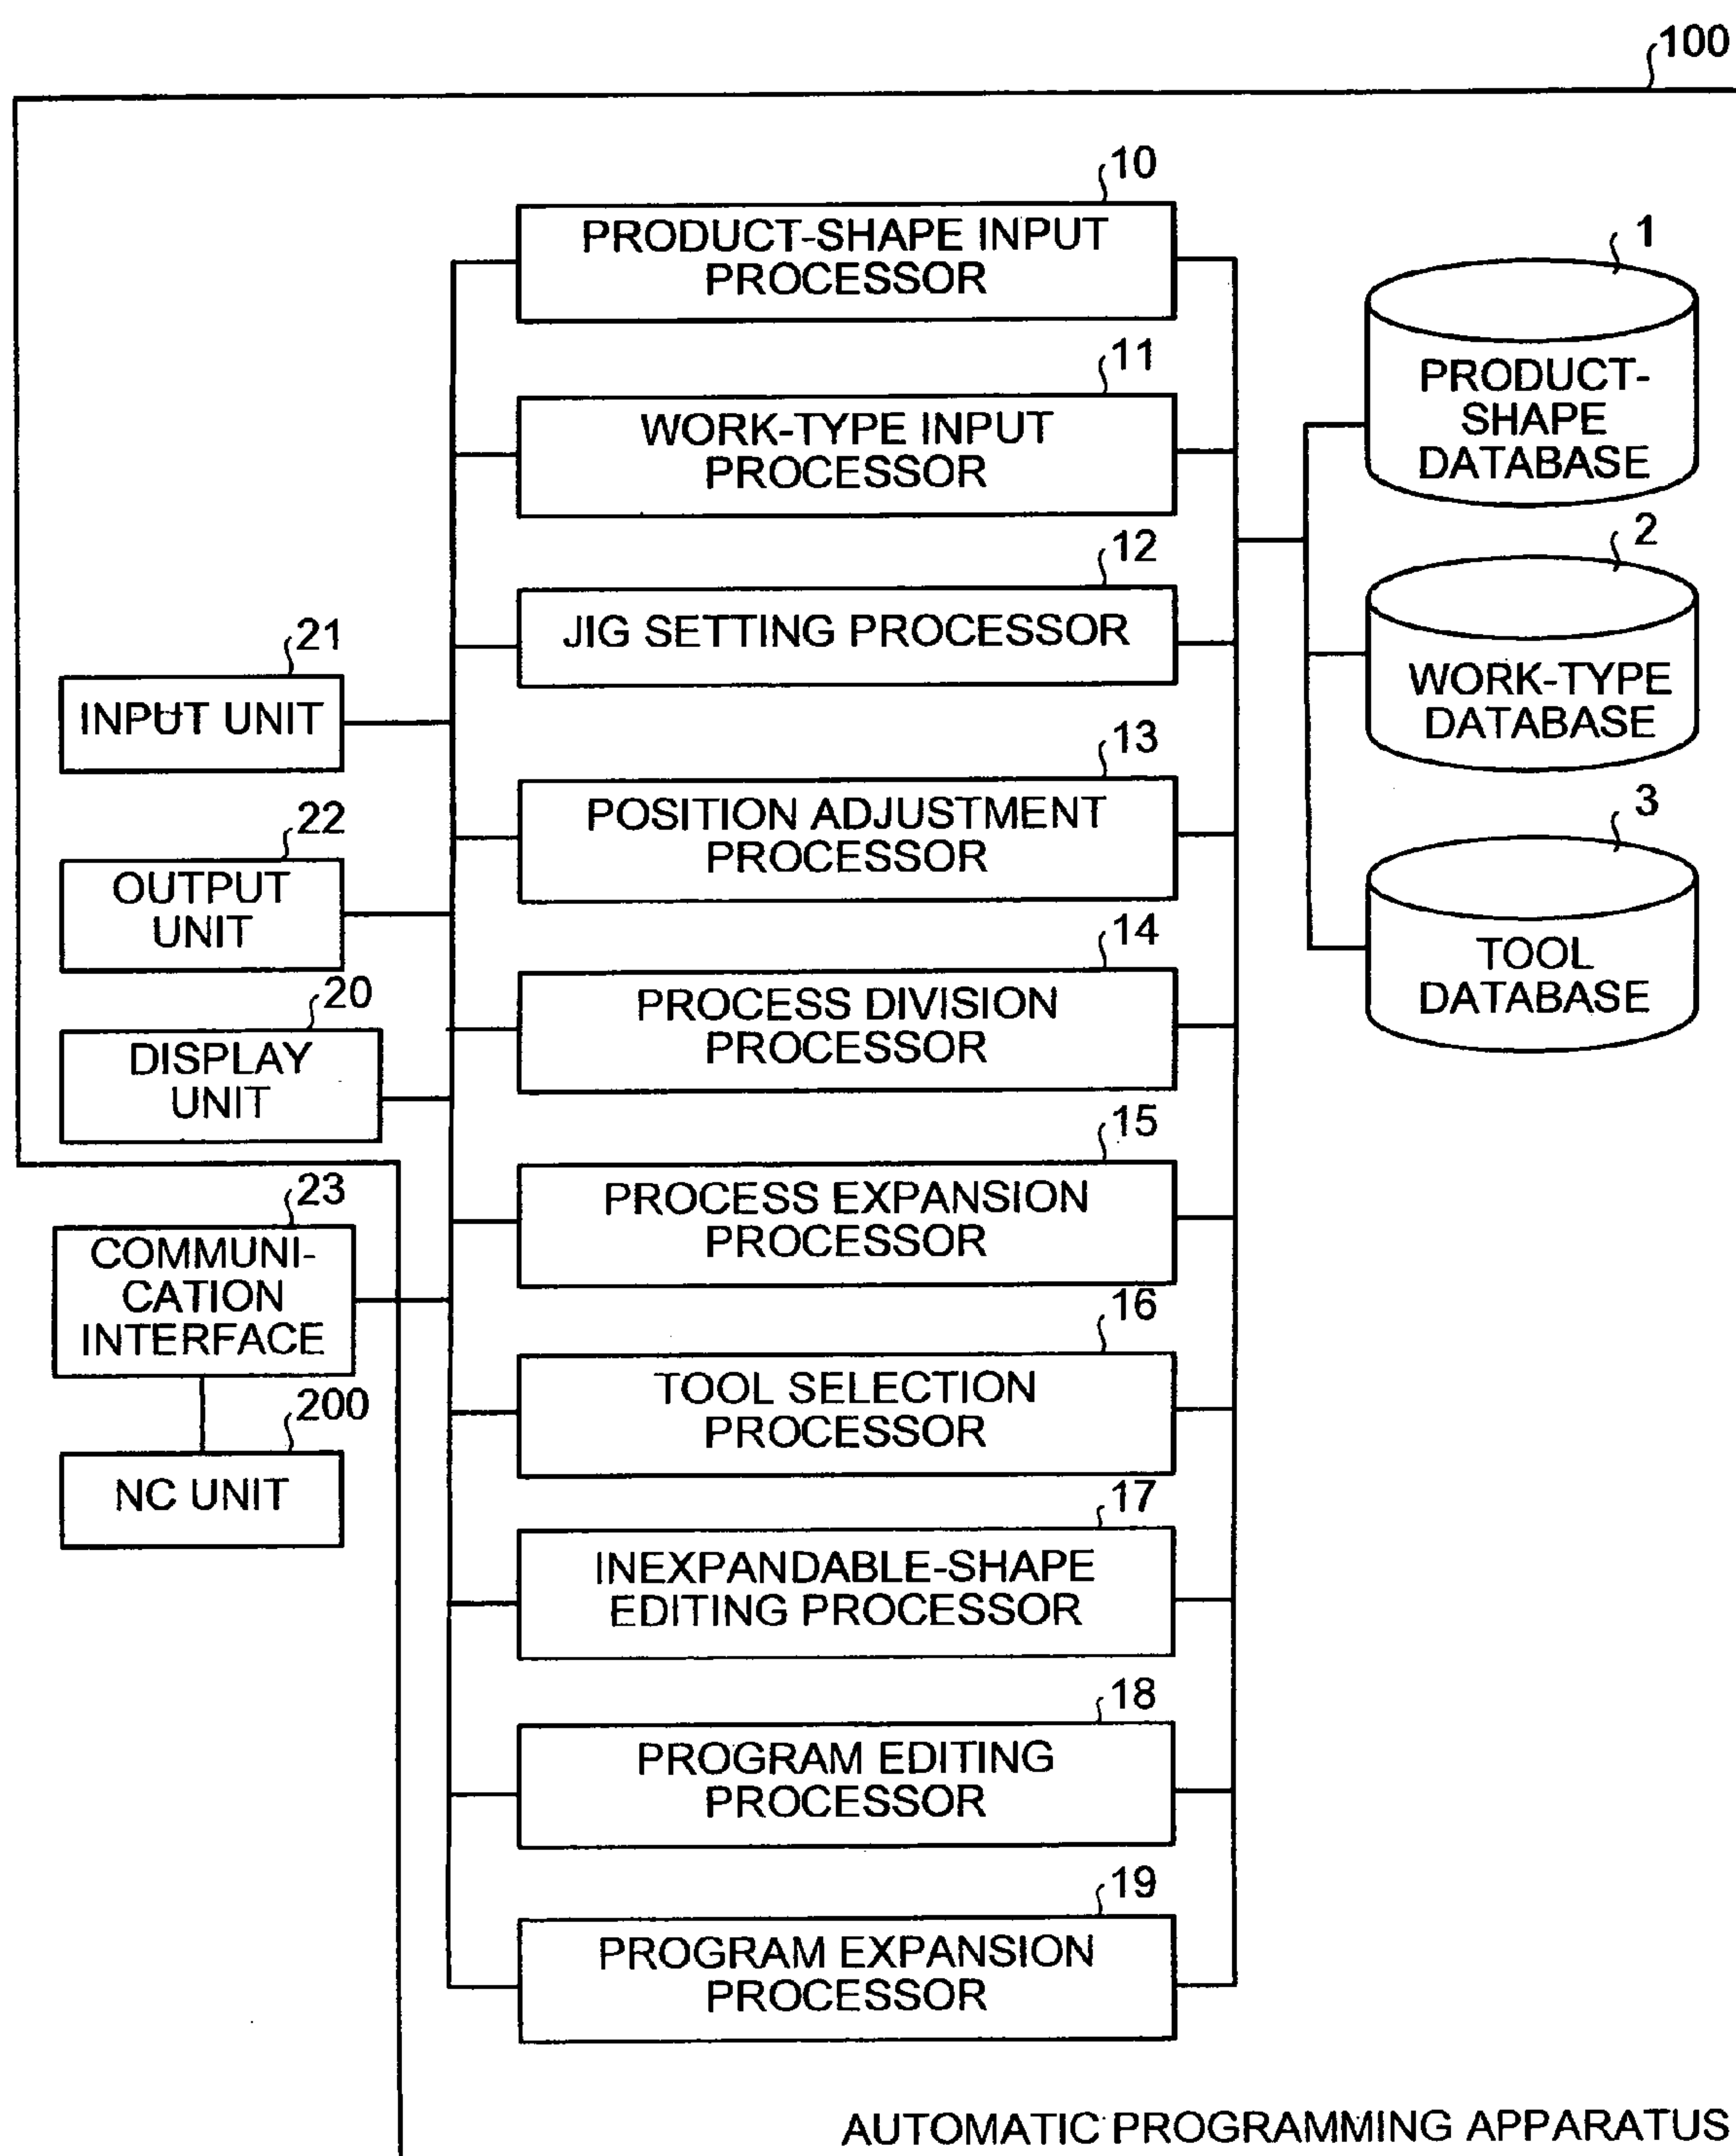 100
10
PRODUCT-SHAPE INPUT
PROCESSOR
11
WORK-TYPE INPUT
PROCESSOR
12
JIG SETTING PROCESSOR
13
POSITION ADJUSTMENT
PROCESSOR
14
PROCESS DIVISION
PROCESSOR
15
PROCESS EXPANSION
PROCESSOR
16
TOOL SELECTION
PROCESSOR
17
INEXPANDABLE-SHAPE
EDITING PROCESSOR
18
PROGRAM EDITING
PROCESSOR
19
PROGRAM EXPANSION
PROCESSOR
21
INPUT UNIT
22
OUTPUT
UNIT
20
DISPLAY
UNIT
23
COMMUNI-
CATION
INTERFACE
200
NC UNIT
1
PRODUCT-
SHAPE
DATABASE
2
WORK-TYPE
DATABASE
3
TOOL
DATABASE
AUTOMATIC PROGRAMMING APPARATUS